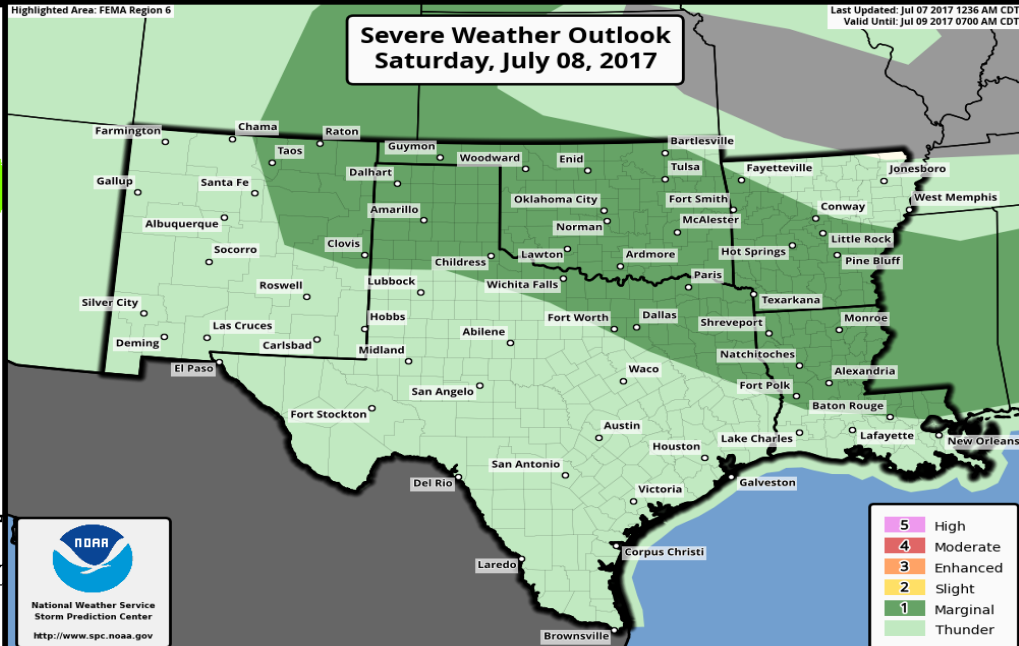 Highlighted Area: FEMA Region 6
Last Updated: Jul 07 2017 1236 AM CDT
Valid Until: Jul 09 2017 0700 AM CDT
Severe Weather Outlook
Saturday, July 08, 2017
Farmington
Chama
Raton
Taos
Guymon
Woodward
Enid
Bartlesville
Tulsa
Fayetteville
Jonesboro
Gallup
Santa Fe
Dalhart
Amarillo
Oklahoma City
Norman
Fort Smith
McAlester
Conway
West Memphis
Albuquerque
Socorro
Clovis
Childress
Lawton
Ardmore
Hot Springs
Little Rock
Pine Bluff
Silver City
Roswell
Lubbock
Wichita Falls
Paris
Texarkana
Deming
Las Cruces
Carlsbad
Hobbs
Midland
Abilene
Fort Worth
Dallas
Shreveport
Monroe
El Paso
San Angelo
Waco
Natchitoches
Alexandria
Fort Polk
Baton Rouge
Fort Stockton
Austin
Houston
Lake Charles
Lafayette
New Orleans
Del Rio
San Antonio
Victoria
Galveston
Laredo
Corpus Christi
Brownsville
NOAA
National Weather Service
Storm Prediction Center
http://www.spc.noaa.gov
5 High
4 Moderate
3 Enhanced
2 Slight
1 Marginal
Thunder